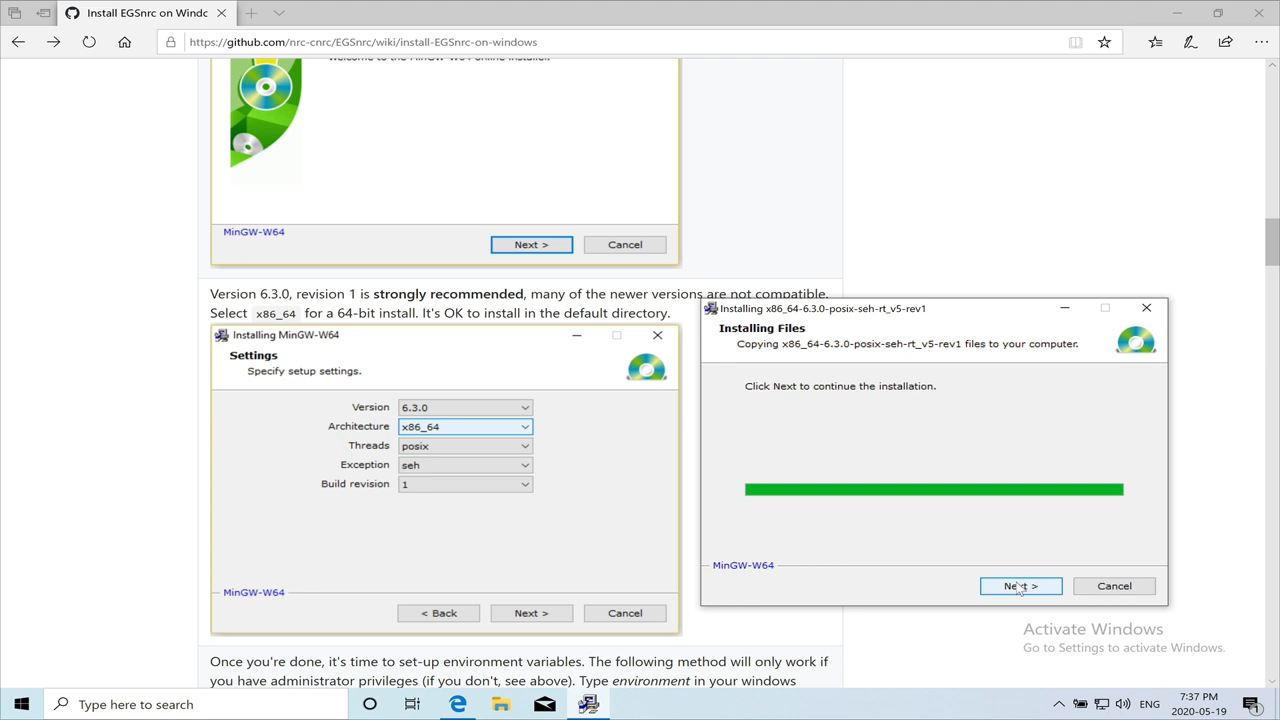 Install EGSnrc on Windo
https://github.com/nrc-cnrc/EGSnrc/wiki/install-EGSnrc-on-windows
Welcome to the MinGW-W64 online installer.
MinGW-W64
Next >
Cancel
Version 6.3.0, revision 1 is strongly recommended, many of the newer versions are not compatible.
Select x86_64 for a 64-bit install. It's OK to install in the default directory.
Installing MinGW-W64
Settings
Specify setup settings.
Version 6.3.0
Architecture x86_64
Threads posix
Exception seh
Build revision 1
MinGW-W64
< Back Next > Cancel
Installing x86_64-6.3.0-posix-seh-rt_v5-rev1
Installing Files
Copying x86_64-6.3.0-posix-seh-rt_v5-rev1 files to your computer.
Click Next to continue the installation.
MinGW-W64
Next > Cancel
Activate Windows
Go to Settings to activate Windows.
Once you're done, it's time to set-up environment variables. The following method will only work if
you have administrator privileges (if you don't, see above). Type environment in your windows
Type here to search
ENG
7:37 PM
2020-05-19
1